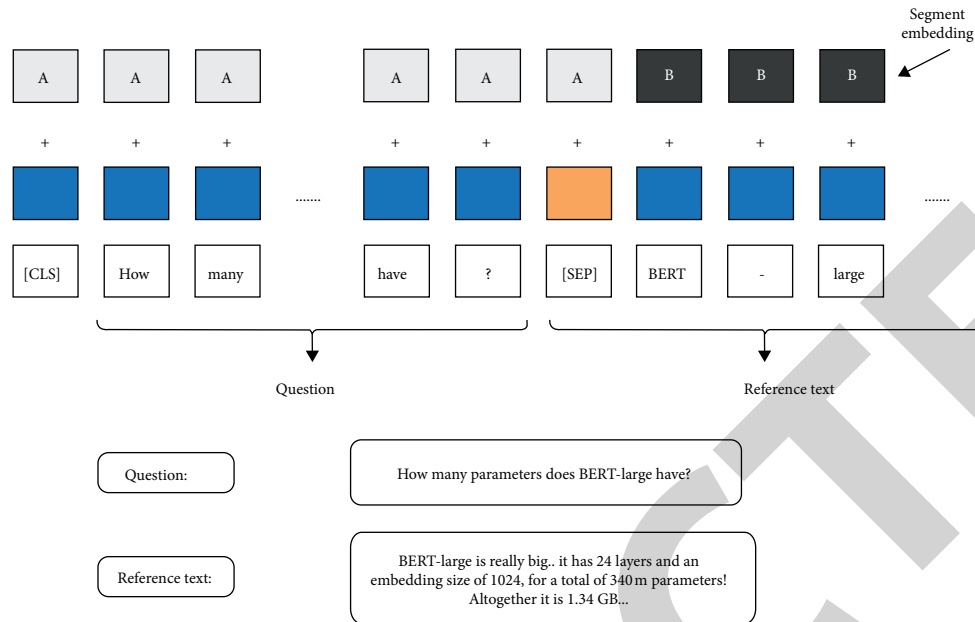 Segment
embedding
A A A A A A B B B
+ + + + + + + + +
....... .......
[CLS] How many have ? [SEP] BERT - large
Question Reference text
Question: How many parameters does BERT-large have?
Reference text:
BERT-large is really big.. it has 24 layers and an
embedding size of 1024, for a total of 340 m parameters!
Altogether it is 1.34 GB...
CTE